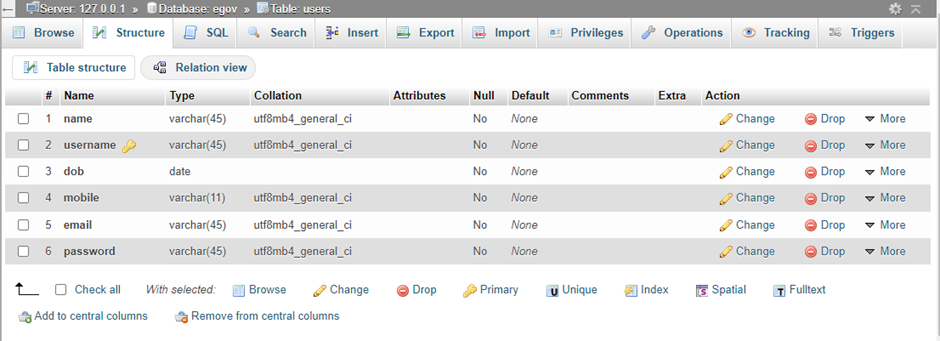 Server: 127.0.0.1 » Database: egov » Table: users
Browse Structure SQL Search Insert Export Import Privileges Operations Tracking Triggers
Table structure Relation view
# Name Type Collation Attributes Null Default Comments Extra Action
1 name varchar(45) utf8mb4_general_ci No None Change Drop More
2 username varchar(45) utf8mb4_general_ci No None Change Drop More
3 dob date No None Change Drop More
4 mobile varchar(11) utf8mb4_general_ci No None Change Drop More
5 email varchar(45) utf8mb4_general_ci No None Change Drop More
6 password varchar(45) utf8mb4_general_ci No None Change Drop More
Check all With selected: Browse Change Drop Primary Unique Index Spatial Fulltext
Add to central columns Remove from central columns